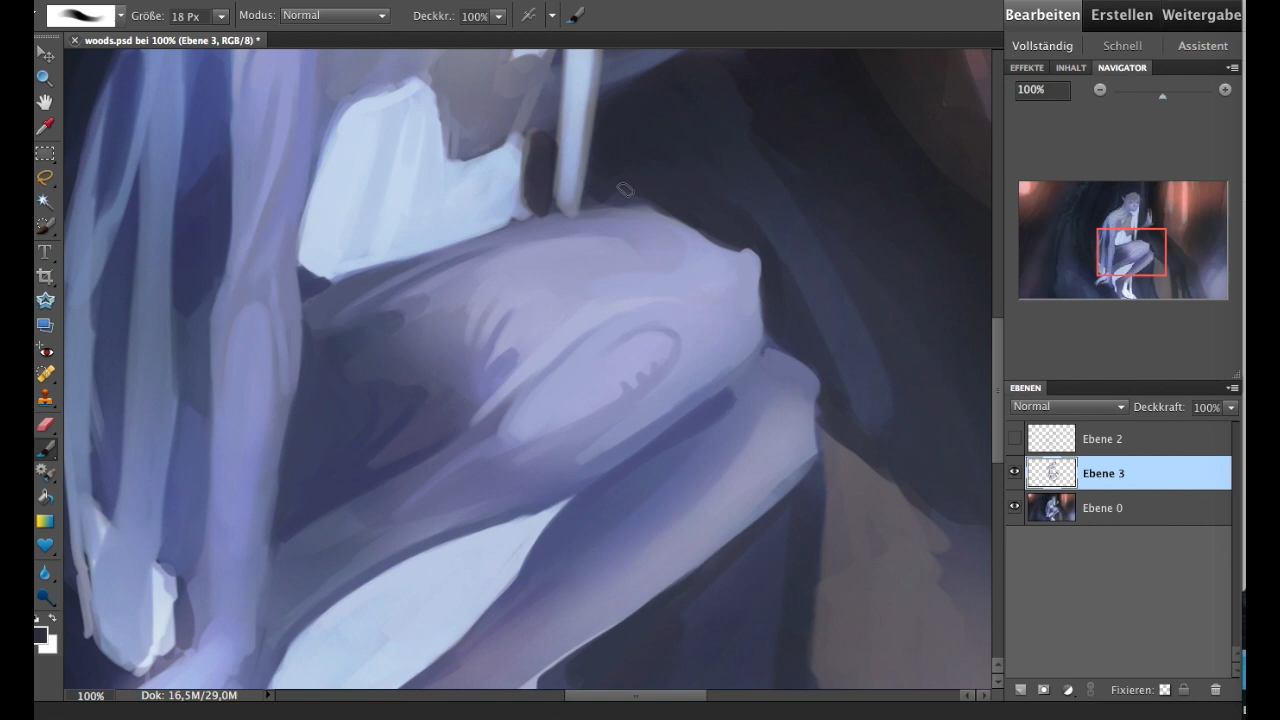 Größe: 18 Px Modus: Normal Deckkr.: 100%
Bearbeiten Erstellen Weitergabe
woods.psd bei 100% (Ebene 3, RGB/8) *
Vollständig Schnell Assistent
EFFEKTE INHALT NAVIGATOR
100%
EBENEN
Normal Deckkraft: 100%
Ebene 2
Ebene 3
Ebene 0
Fixieren:
100% Dok: 16,5M/29,0M